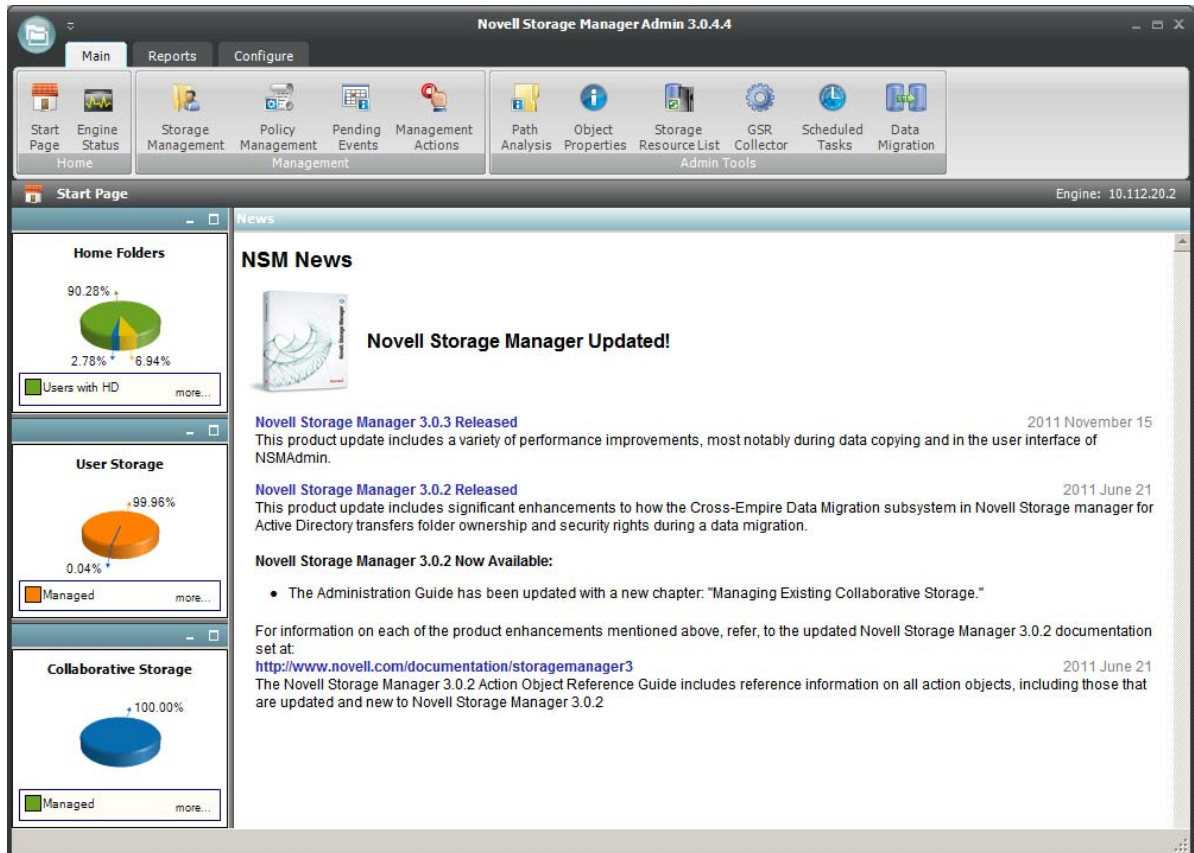 Novell Storage Manager Admin 3.0.4.4
Main Reports Configure
Start Page
Engine Status
Home
Storage Management
Policy Management
Pending Events
Management Actions
Management
Path Analysis
Object Properties
Storage Resource List
GSR Collector
Scheduled Tasks
Data Migration
Admin Tools
Start Page
Engine: 10.112.20.2
Home Folders
90.28%
2.78%
6.94%
Users with HD
more...
User Storage
99.96%
0.04%
Managed
more...
Collaborative Storage
100.00%
Managed
more...
News
NSM News
Novell Storage Manager Updated!
Novell Storage Manager 3.0.3 Released 2011 November 15
This product update includes a variety of performance improvements, most notably during data copying and in the user interface of
NSMAdmin.
Novell Storage Manager 3.0.2 Released 2011 June 21
This product update includes significant enhancements to how the Cross-Empire Data Migration subsystem in Novell Storage manager for
Active Directory transfers folder ownership and security rights during a data migration.
Novell Storage Manager 3.0.2 Now Available:
• The Administration Guide has been updated with a new chapter: "Managing Existing Collaborative Storage."
For information on each of the product enhancements mentioned above, refer, to the updated Novell Storage Manager 3.0.2 documentation
set at:
http://www.novell.com/documentation/storagemanager3 2011 June 21
The Novell Storage Manager 3.0.2 Action Object Reference Guide includes reference information on all action objects, including those that
are updated and new to Novell Storage Manager 3.0.2